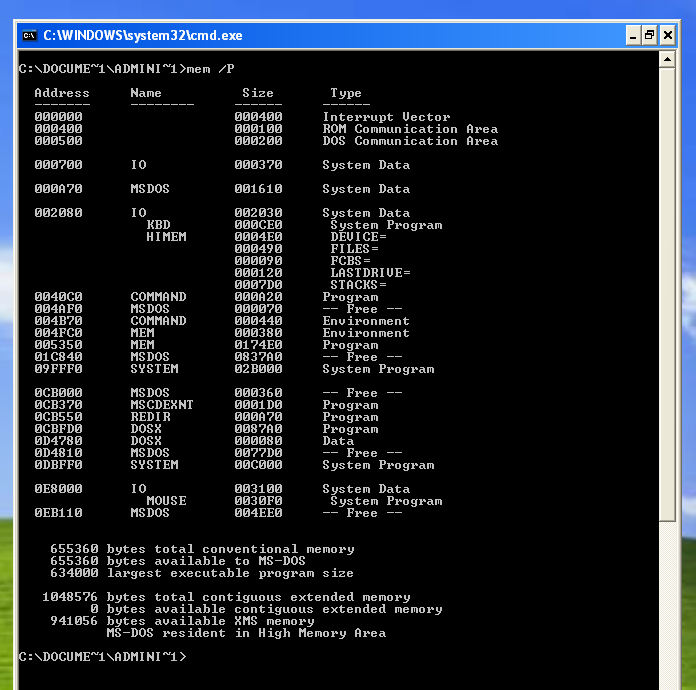 C:\WINDOWS\system32\cmd.exe
C:\DOCUME~1\ADMINI~1>mem /P
Address Name Size Type
------- -------- ------ ------
000000 000400 Interrupt Vector
000400 000100 ROM Communication Area
000500 000200 DOS Communication Area
000700 IO 000370 System Data
000A70 MSDOS 001610 System Data
002080 IO 002030 System Data
KBD 000CE0 System Program
HIMEM 0004E0 DEVICE=
000490 FILES=
000090 FCBS=
000120 LASTDRIVE=
0007D0 STACKS=
0040C0 COMMAND 000A20 Program
004AF0 MSDOS 000070 -- Free --
004B70 COMMAND 000440 Environment
004FC0 MEM 000380 Environment
005350 MEM 0174E0 Program
01C840 MSDOS 0837A0 -- Free --
09FFF0 SYSTEM 02B000 System Program
0CB000 MSDOS 000360 -- Free --
0CB370 MSCDEXNT 0001D0 Program
0CB550 REDIR 000A70 Program
0CBFD0 DOSX 0087A0 Program
0D4780 DOSX 000080 Data
0D4810 MSDOS 0077D0 -- Free --
0DBFF0 SYSTEM 00C000 System Program
0E8000 IO 003100 System Data
MOUSE 0030F0 System Program
0EB110 MSDOS 004EE0 -- Free --
655360 bytes total conventional memory
655360 bytes available to MS-DOS
634000 largest executable program size
1048576 bytes total contiguous extended memory
0 bytes available contiguous extended memory
941056 bytes available XMS memory
MS-DOS resident in High Memory Area
C:\DOCUME~1\ADMINI~1>